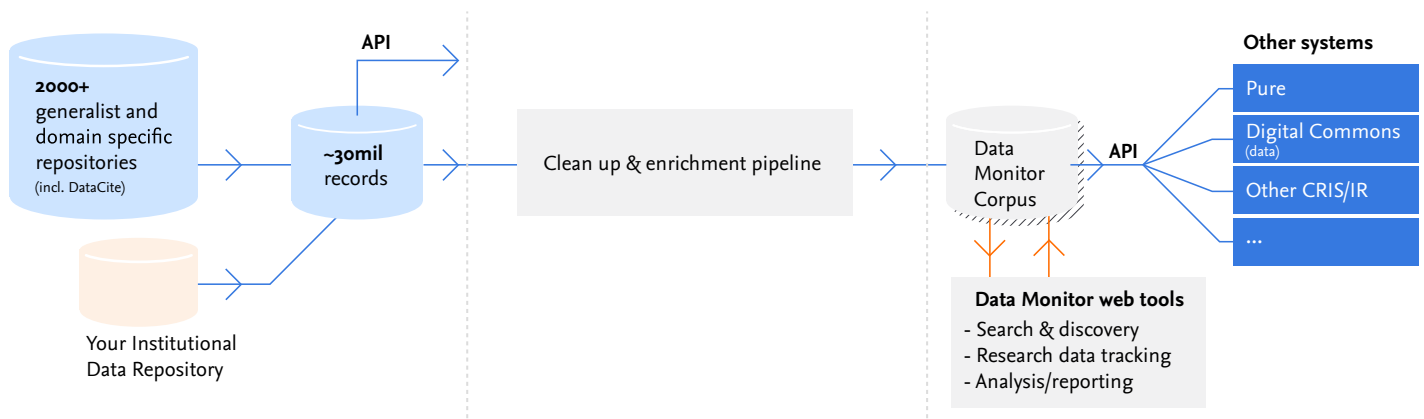 2000+
generalist and
domain specific
repositories
(incl. DataCite)
Your Institutional
Data Repository
API
~30mil
records
Clean up & enrichment pipeline
Data
Monitor
Corpus
API
Other systems
Pure
Digital Commons
(data)
Other CRIS/IR
...
Data Monitor web tools
- Search & discovery
- Research data tracking
- Analysis/reporting